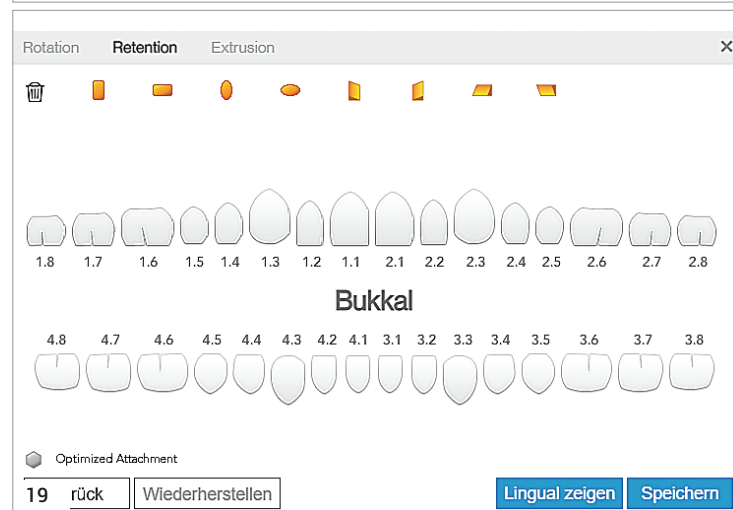 Rotation Retention Extrusion ×
1.8 1.7 1.6 1.5 1.4 1.3 1.2 1.1 2.1 2.2 2.3 2.4 2.5 2.6 2.7 2.8
Bukkal
4.8 4.7 4.6 4.5 4.4 4.3 4.2 4.1 3.1 3.2 3.3 3.4 3.5 3.6 3.7 3.8
Optimized Attachment
19 rück Wiederherstellen Lingual zeigen Speichern